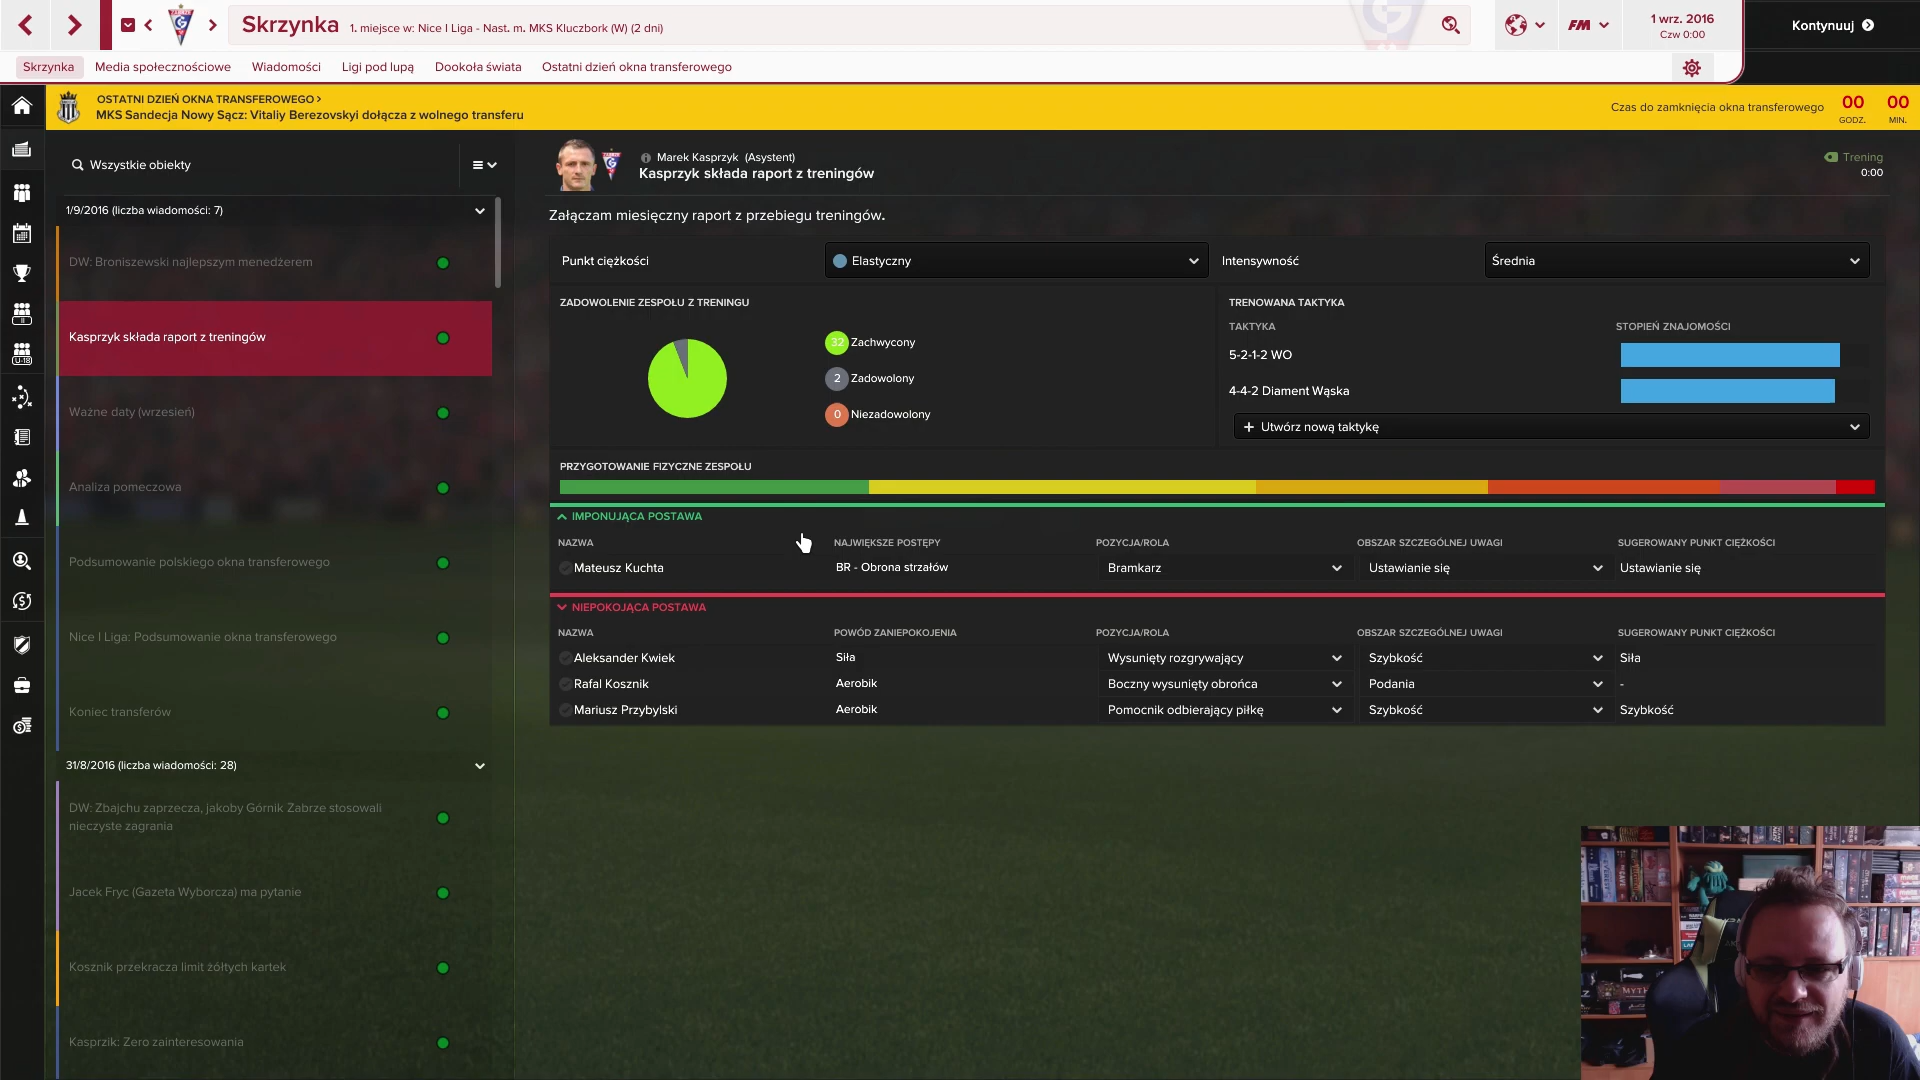 Skrzynka
1. miejsce w: Nice I Liga - Nast. m. MKS Kluczbork (W) (2 dni)
FM
1 wrz. 2016
Czw 0:00
Kontynuuj
Skrzynka
Media społecznościowe
Wiadomości
Ligi pod lupą
Dookoła świata
Ostatni dzień okna transferowego
OSTATNI DZIEŃ OKNA TRANSFEROWEGO >
MKS Sandecja Nowy Sącz: Vitaliy Berezovskyi dołącza z wolnego transferu
Czas do zamknięcia okna transferowego
00 00
GODZ. MIN.
Wszystkie obiekty
1/9/2016 (liczba wiadomości: 7)
DW: Broniszewski najlepszym menedżerem
Kasprzyk składa raport z treningów
Ważne daty (wrzesień)
Analiza pomeczowa
Podsumowanie polskiego okna transferowego
Nice I Liga: Podsumowanie okna transferowego
Koniec transferów
31/8/2016 (liczba wiadomości: 28)
DW: Zbajchu zaprzecza, jakoby Górnik Zabrze stosowali
nieczyste zagrania
Jacek Fryc (Gazeta Wyborcza) ma pytanie
Kosznik przekracza limit żółtych kartek
Kasprzik: Zero zainteresowania
Marek Kasprzyk (Asystent)
Kasprzyk składa raport z treningów
Trening
0:00
Załączam miesięczny raport z przebiegu treningów.
Punkt ciężkości
Elastyczny
Intensywność
Średnia
ZADOWOLENIE ZESPOŁU Z TRENINGU
32 Zachwycony
2 Zadowolony
0 Niezadowolony
TRENOWANA TAKTYKA
TAKTYKA STOPIEŃ ZNAJOMOŚCI
5-2-1-2 WO
4-4-2 Diament Wąska
+ Utwórz nową taktykę
PRZYGOTOWANIE FIZYCZNE ZESPOŁU
IMPONUJĄCA POSTAWA
NAZWA NAJWIĘKSZE POSTĘPY POZYCJA/ROLA OBSZAR SZCZEGÓLNEJ UWAGI SUGEROWANY PUNKT CIĘŻKOŚCI
Mateusz Kuchta BR - Obrona strzałów Bramkarz Ustawianie się Ustawianie się
NIEPOKOJĄCA POSTAWA
NAZWA POWÓD ZANIEPOKOJENIA POZYCJA/ROLA OBSZAR SZCZEGÓLNEJ UWAGI SUGEROWANY PUNKT CIĘŻKOŚCI
Aleksander Kwiek Siła Wysunięty rozgrywający Szybkość Siła
Rafal Kosznik Aerobik Boczny wysunięty obrońca Podania -
Mariusz Przybylski Aerobik Pomocnik odbierający piłkę Szybkość Szybkość